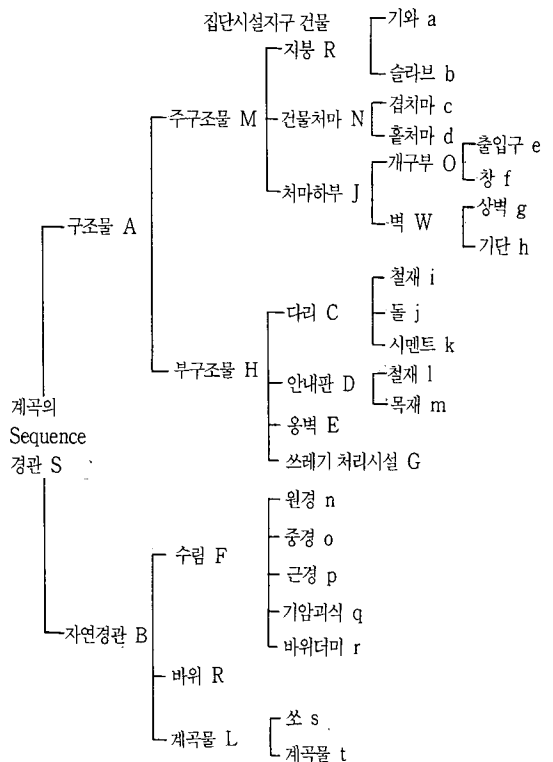 집단시설지구 건물
기와 a
지붕 R
슬라브 b
겹치마 c
주구조물 M
건물처마 N
홑처마 d
출입구 e
개구부 O
창 f
처마하부 J
상벽 g
벽 W
기단 h
구조물 A
철재 i
다리 C
돌 j
시멘트 k
부구조물 H
철재 l
안내판 D
목재 m
옹벽 E
쓰레기 처리시설 G
계곡의
Sequence
경관 S
원경 n
수림 F
중경 o
근경 p
기암괴식 q
자연경관 B
바위더미 r
바위 R
쏘 s
계곡물 L
계곡물 t